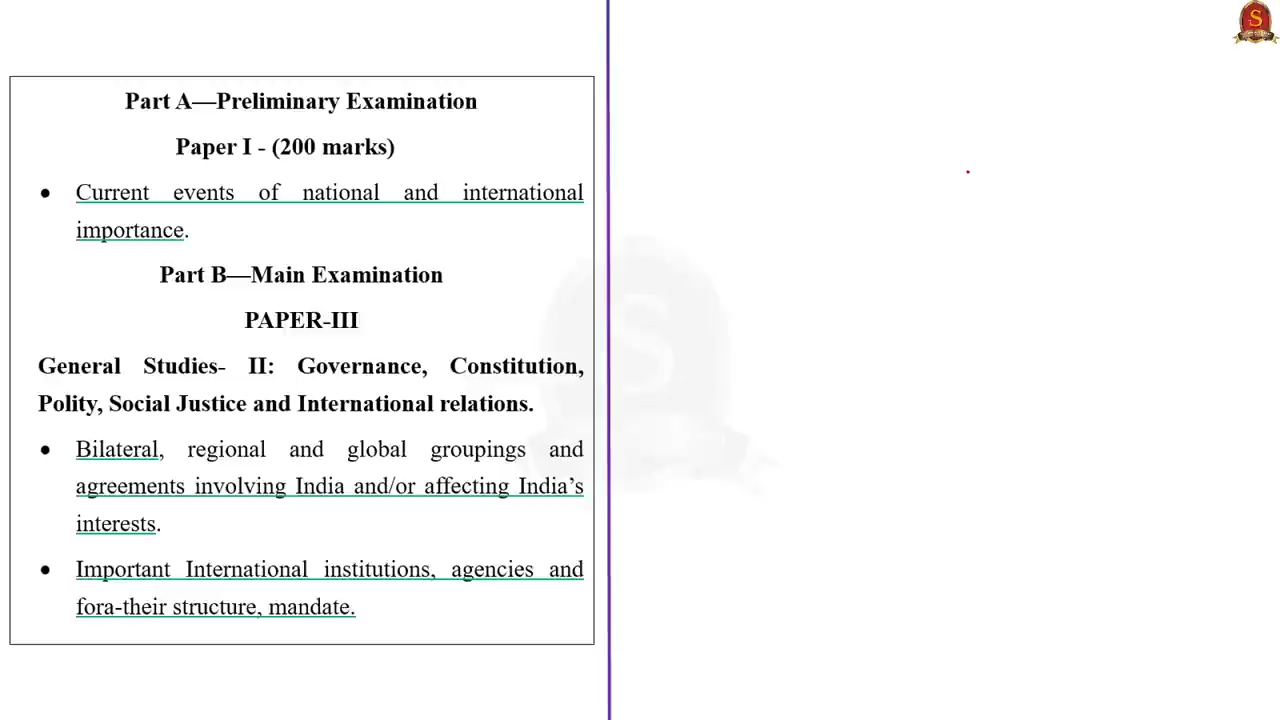 S
Part A—Preliminary Examination
Paper I - (200 marks)
● Current events of national and international
importance.
Part B—Main Examination
PAPER-III
General Studies- II: Governance, Constitution,
Polity, Social Justice and International relations.
● Bilateral, regional and global groupings and
agreements involving India and/or affecting India's
interests.
● Important International institutions, agencies and
fora-their structure, mandate.
S